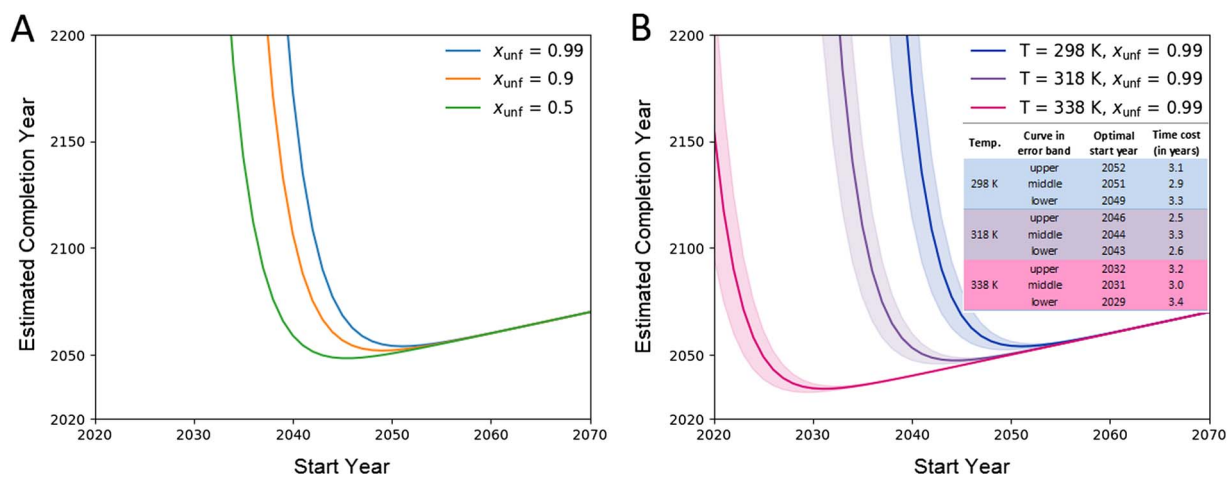 A
2200
2150
2100
2050
2020
2020 2030 2040 2050 2060 2070
Estimated Completion Year
Start Year
x_unf = 0.99
x_unf = 0.9
x_unf = 0.5
B
2200
2150
2100
2050
2020
2020 2030 2040 2050 2060 2070
Estimated Completion Year
Start Year
T = 298 K, x_unf = 0.99
T = 318 K, x_unf = 0.99
T = 338 K, x_unf = 0.99
Temp. Curve in error band Optimal start year Time cost (in years)
298 K
upper 2052 3.1
middle 2051 2.9
lower 2049 3.3
318 K
upper 2046 2.5
middle 2044 3.3
lower 2043 2.6
338 K
upper 2032 3.2
middle 2031 3.0
lower 2029 3.4